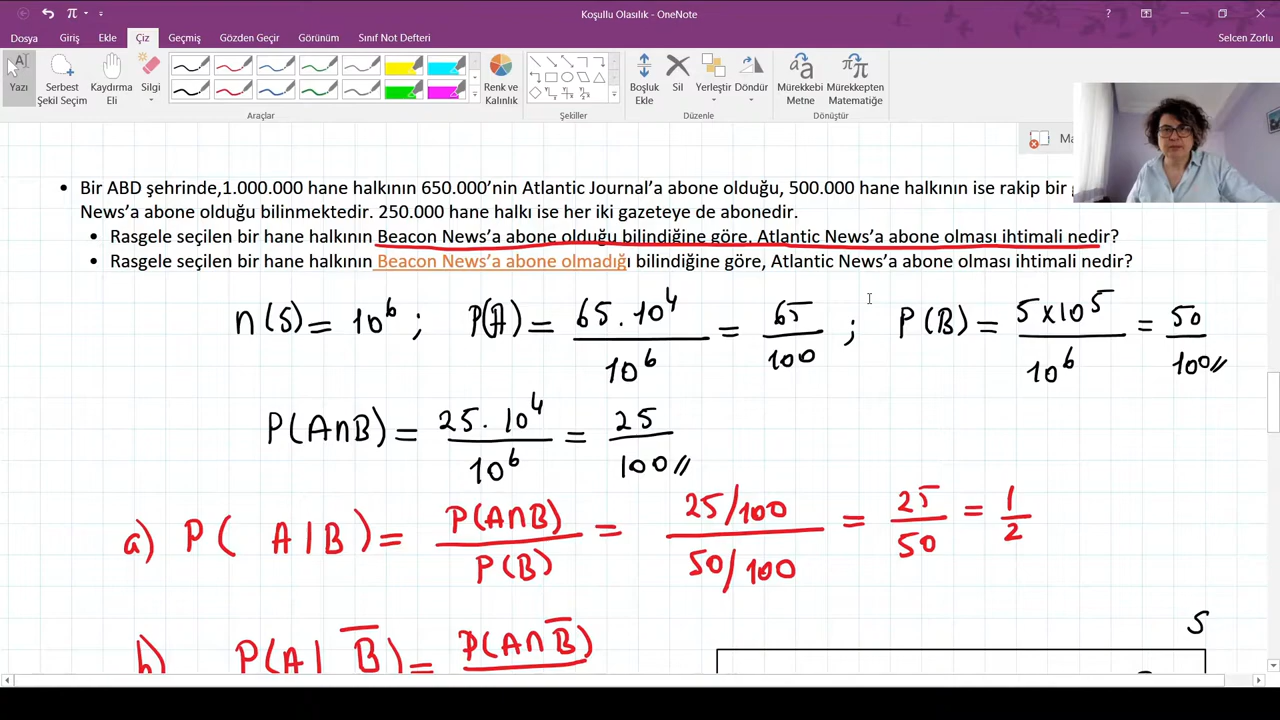 Koşullu Olasılık - OneNote
Dosya Giriş Ekle Çiz Geçmiş Gözden Geçir Görünüm Sınıf Not Defteri Selcen Zorlu
Yazı Serbest Şekil Seçim Kaydırma Eli Silgi Renk ve Kalınlık Boşluk Ekle Sil Yerleştir Döndür Mürekkebi Metne Mürekkepten Matematiğe
Araçlar Şekiller Düzenle Dönüştür
• Bir ABD şehrinde,1.000.000 hane halkının 650.000'nin Atlantic Journal'a abone olduğu, 500.000 hane halkının ise rakip bir
News'a abone olduğu bilinmektedir. 250.000 hane halkı ise her iki gazeteye de abonedir.
• Rasgele seçilen bir hane halkının Beacon News'a abone olduğu bilindiğine göre, Atlantic News'a abone olması ihtimali nedir?
• Rasgele seçilen bir hane halkının Beacon News'a abone olmadığı bilindiğine göre, Atlantic News'a abone olması ihtimali nedir?
n(S) = 10⁶ ; P(A) = 65.10⁴ / 10⁶ = 65/100 ; P(B) = 5x10⁵ / 10⁶ = 50/100 //
P(A∩B) = 25.10⁴ / 10⁶ = 25/100 //
a) P( A|B) = P(A∩B) / P(B) = 25/100 / 50/100 = 25/50 = 1/2
S
b) P(A| B̅) = P(A∩B̅)